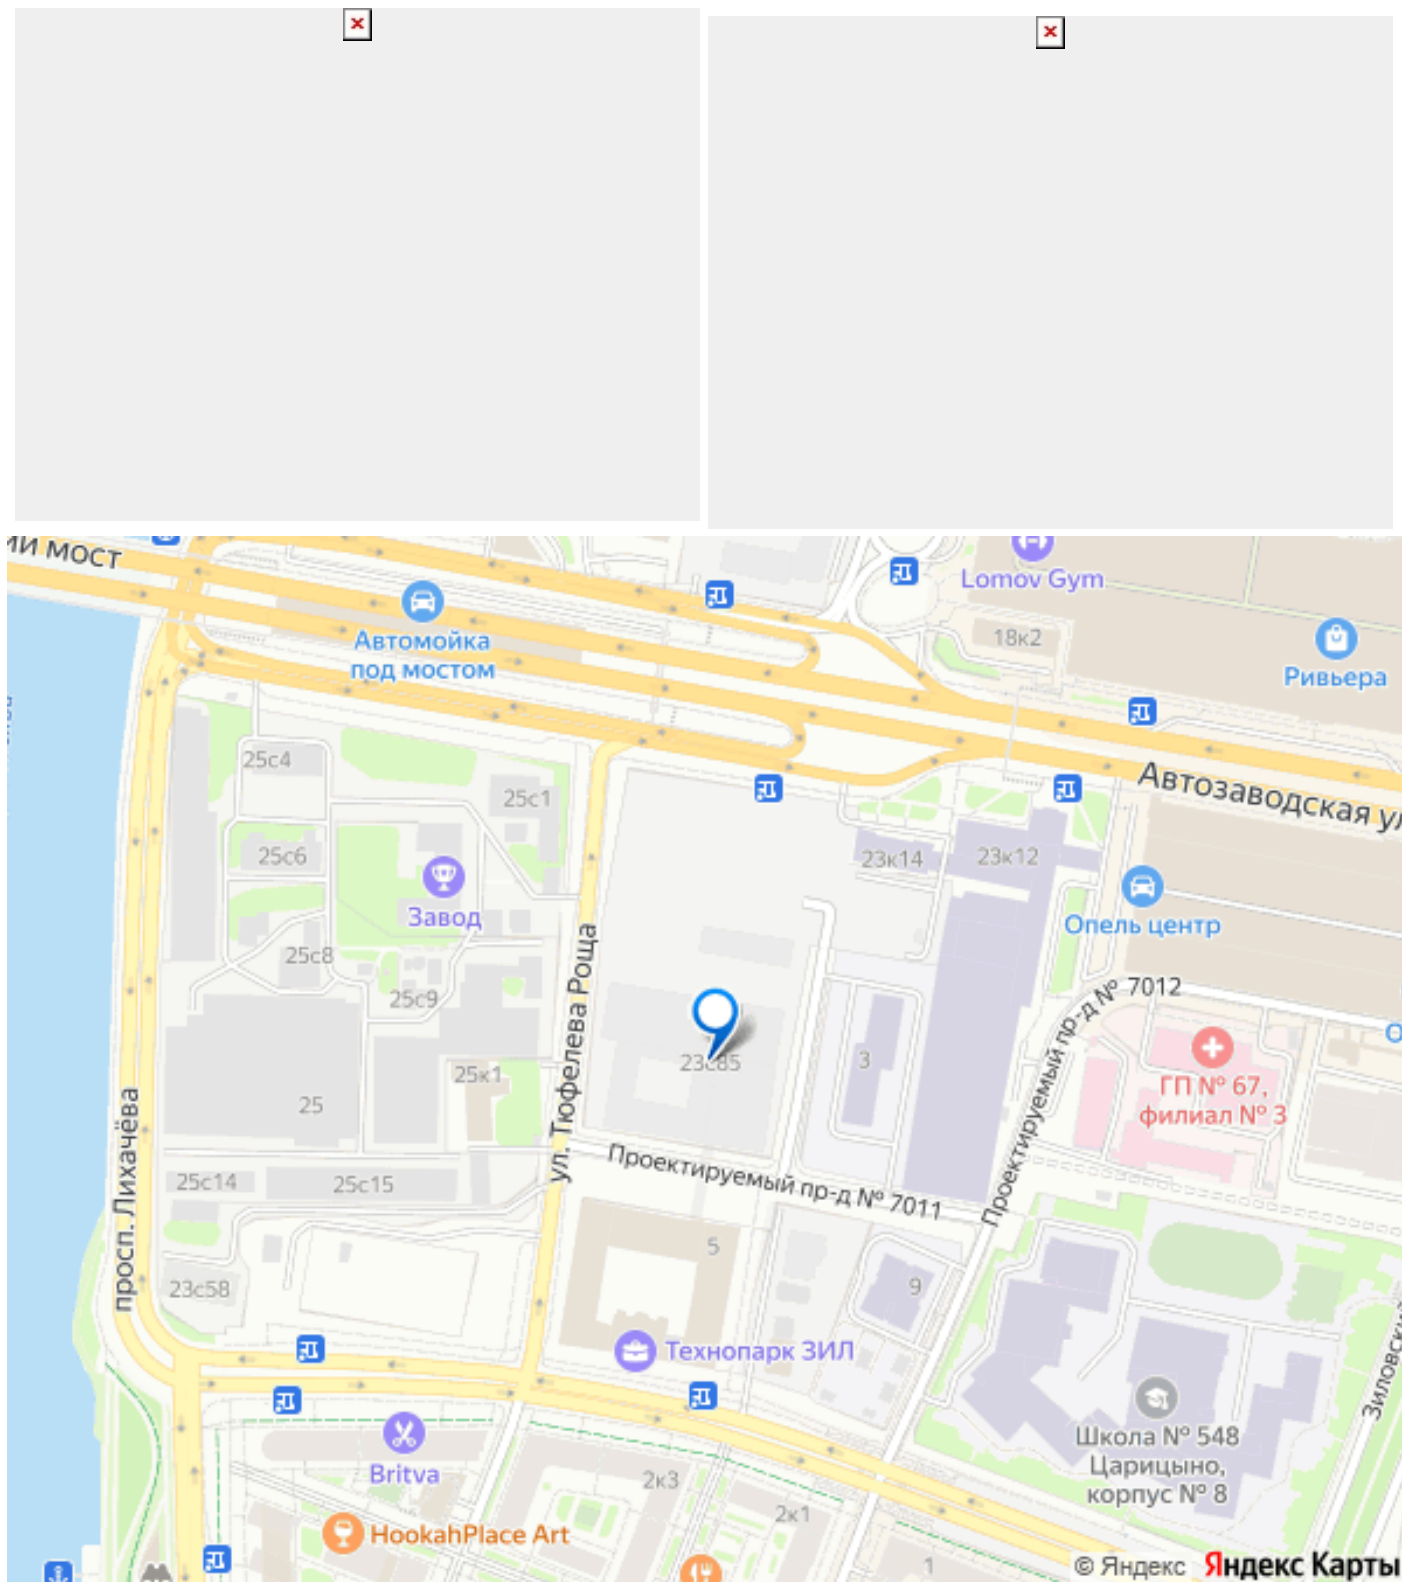 ий мост
Lomov Gym
18к2
Автомойка
под мостом
Ривьера
25с4
25с1
Автозаводская ул
25с6
23к14
23к12
Завод
Опель центр
25с8
25с9
Проектируемый пр-д № 7012
ул. Тюфелева Роща
23с85
3
25к1
ГП № 67,
филиал № 3
25
просп. Лихачёва
Проектируемый пр-д № 7011
25с14
25с15
5
9
23с58
Технопарк ЗИЛ
Зиловский
Школа № 548
Царицыно,
корпус № 8
Britva
2к3
2к1
HookahPlace Art
1
© Яндекс Яндекс Карты